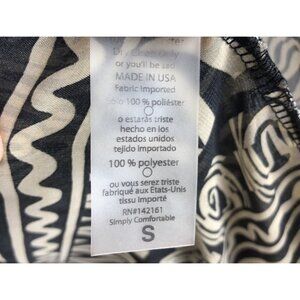 Dry Clean Only
or you'll be sad
MADE IN USA
Fabric Imported
100% poliéster
o estarás triste
hecho en los
estados unidos
tejido importado
100% polyester
ou vous serez triste
fabriqué aux États-Unis
tissu importé
RN#142161
Simply Comfortable
S